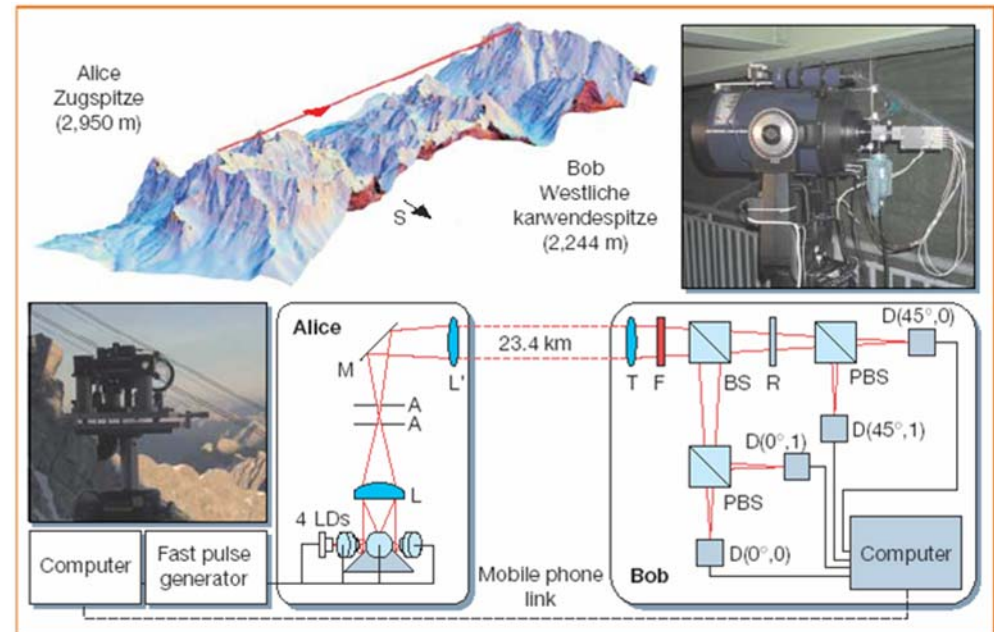 Alice
Zugspitze
(2,950 m)
S
Bob
Westliche
karwendespitze
(2,244 m)
Alice
M
L'
A
A
L
4 LDs
23.4 km
T
F
BS
R
PBS
D(45°,0)
D(45°,1)
D(0°,1)
PBS
D(0°,0)
Computer
Bob
Computer
Fast pulse
generator
Mobile phone
link